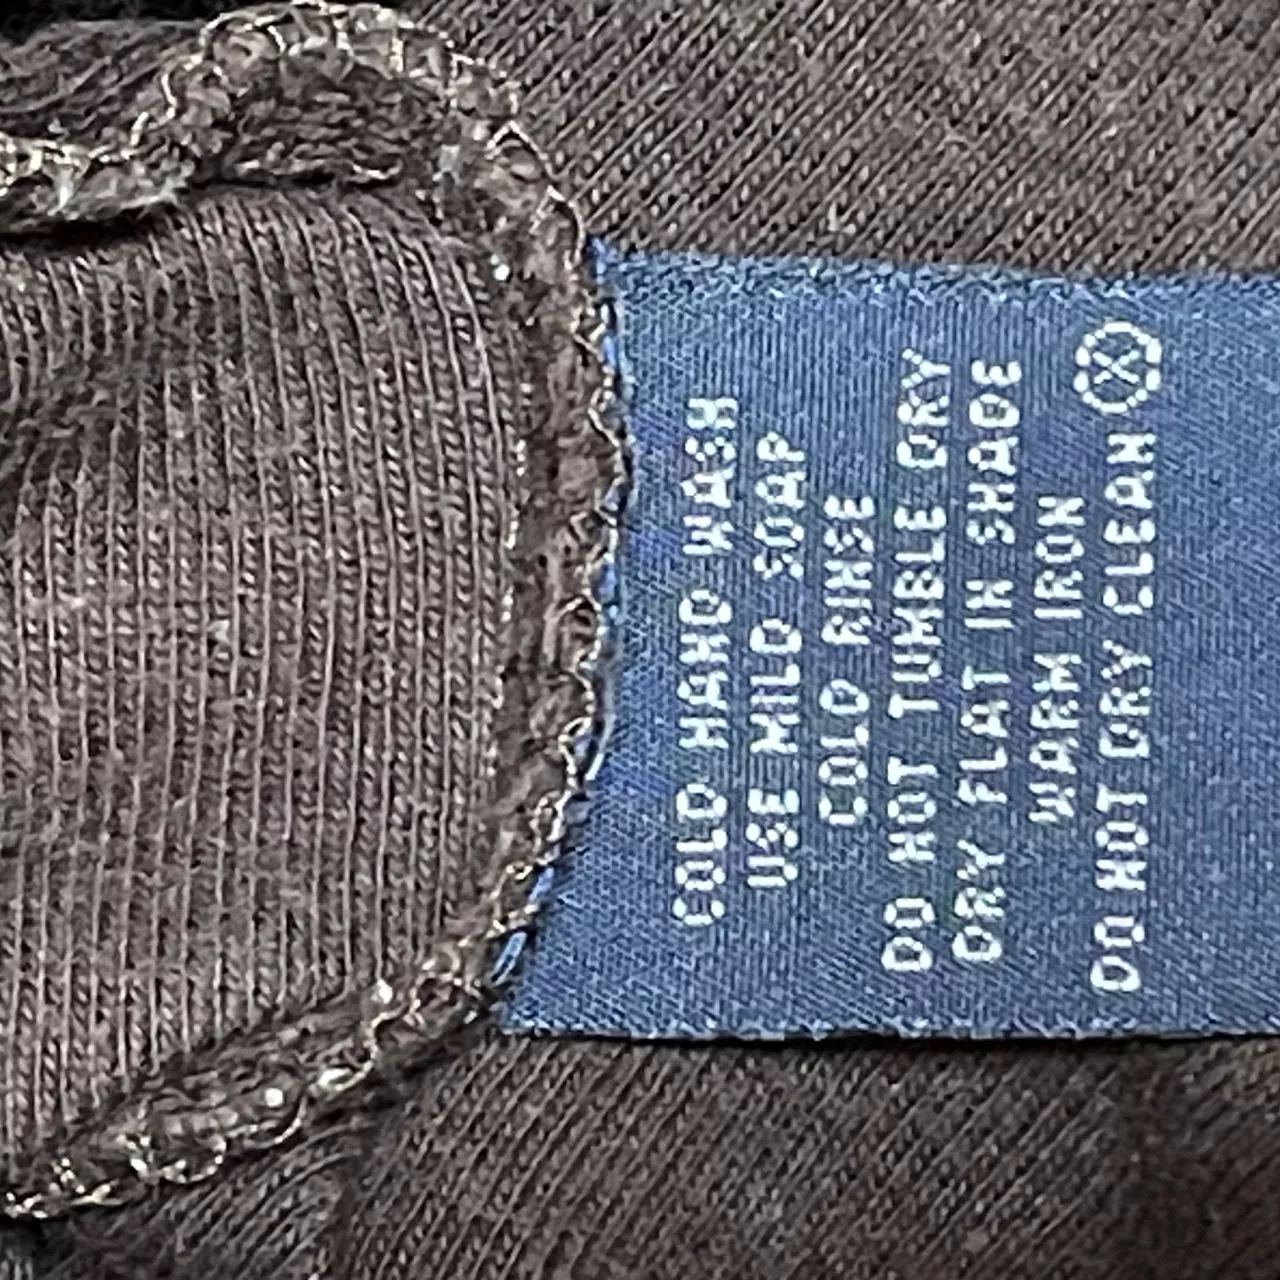 COLD HAND WASH
USE MILD SOAP
COLD RINSE
DO NOT TUMBLE DRY
DRY FLAT IN SHADE
WARM IRON
DO NOT DRY CLEAN